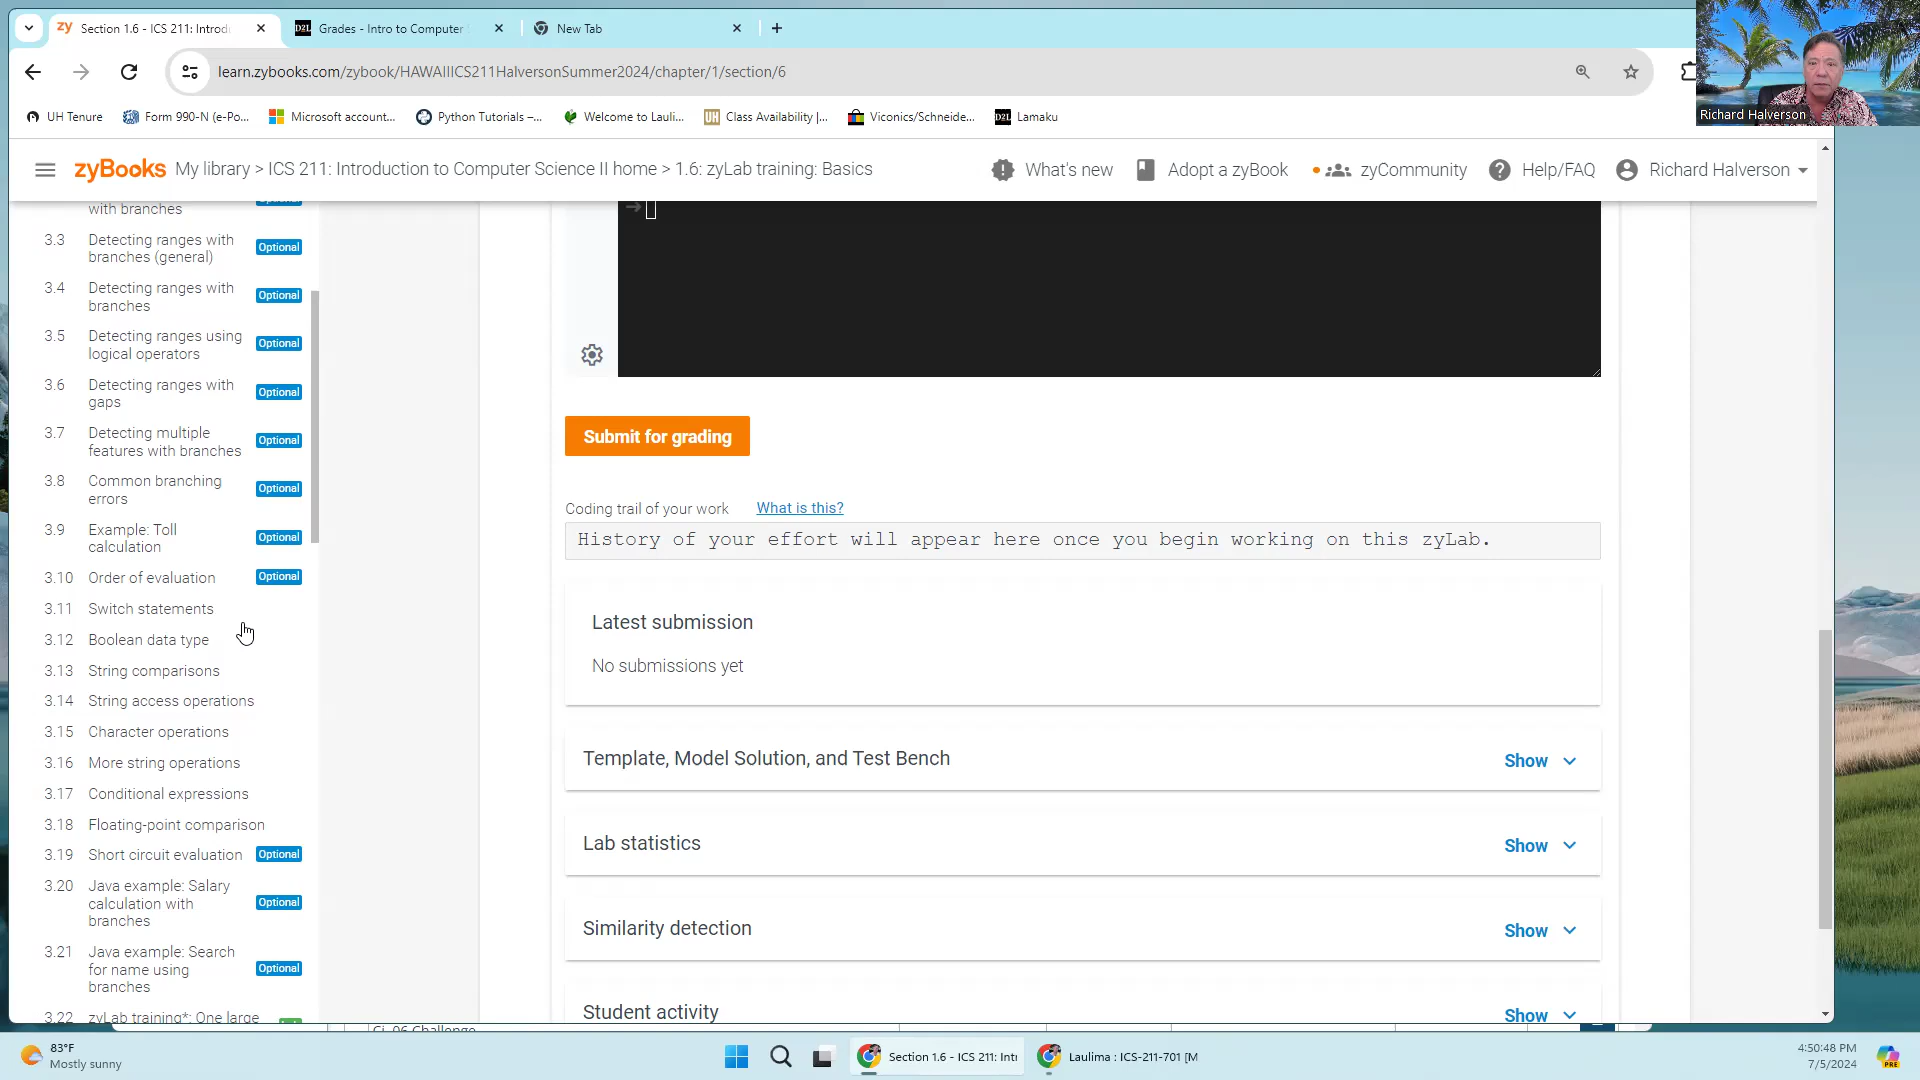 zy Section 1.6 - ICS 211: Introdu
D2L Grades - Intro to Computer
New Tab
learn.zybooks.com/zybook/HAWAIIICS211HalversonSummer2024/chapter/1/section/6
UH Tenure
Form 990-N (e-Po...
Microsoft account...
Python Tutorials –...
Welcome to Lauli...
UH Class Availability |...
Viconics/Schneide...
D2L Lamaku
Richard Halverson
zyBooks My library > ICS 211: Introduction to Computer Science II home > 1.6: zyLab training: Basics
What's new
Adopt a zyBook
zyCommunity
Help/FAQ
Richard Halverson
with branches
3.3 Detecting ranges with
branches (general)
Optional
3.4 Detecting ranges with
branches
Optional
3.5 Detecting ranges using
logical operators
Optional
3.6 Detecting ranges with
gaps
Optional
3.7 Detecting multiple
features with branches
Optional
3.8 Common branching
errors
Optional
3.9 Example: Toll
calculation
Optional
3.10 Order of evaluation Optional
3.11 Switch statements
3.12 Boolean data type
3.13 String comparisons
3.14 String access operations
3.15 Character operations
3.16 More string operations
3.17 Conditional expressions
3.18 Floating-point comparison
3.19 Short circuit evaluation Optional
3.20 Java example: Salary
calculation with
branches
Optional
3.21 Java example: Search
for name using
branches
Optional
3.22 zyLab training*: One large
Submit for grading
Coding trail of your work What is this?
History of your effort will appear here once you begin working on this zyLab.
Latest submission
No submissions yet
Template, Model Solution, and Test Bench Show
Lab statistics Show
Similarity detection Show
Student activity Show
83°F
Mostly sunny
Section 1.6 - ICS 211: Intr
Laulima : ICS-211-701 [M
4:50:48 PM
7/5/2024
PRE